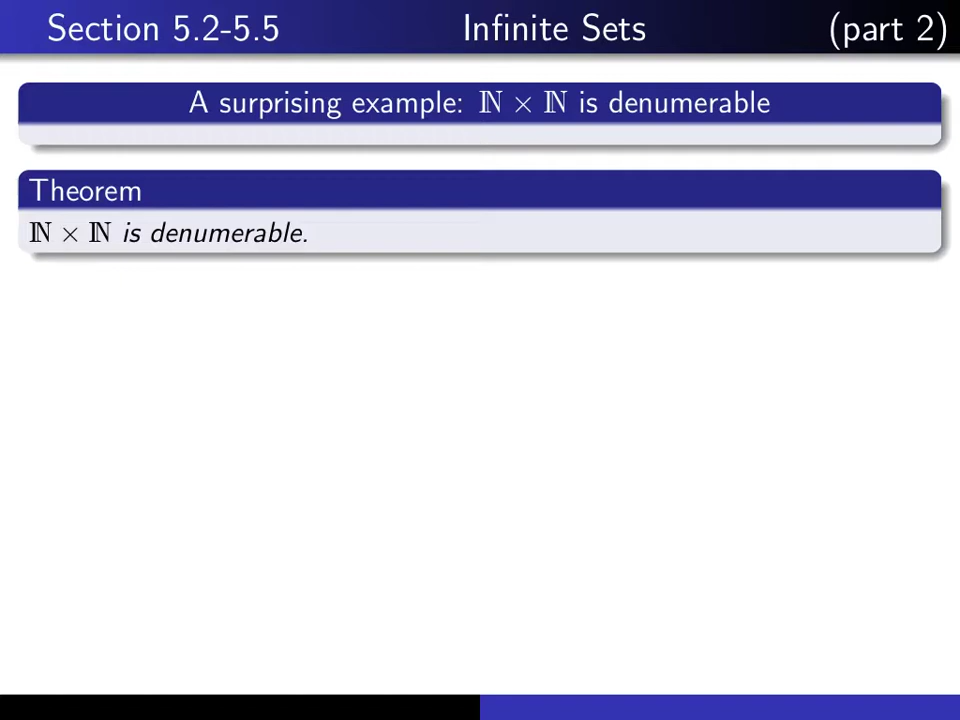 Section 5.2-5.5 Infinite Sets (part 2)
A surprising example: ℕ × ℕ is denumerable
Theorem
ℕ × ℕ is denumerable.